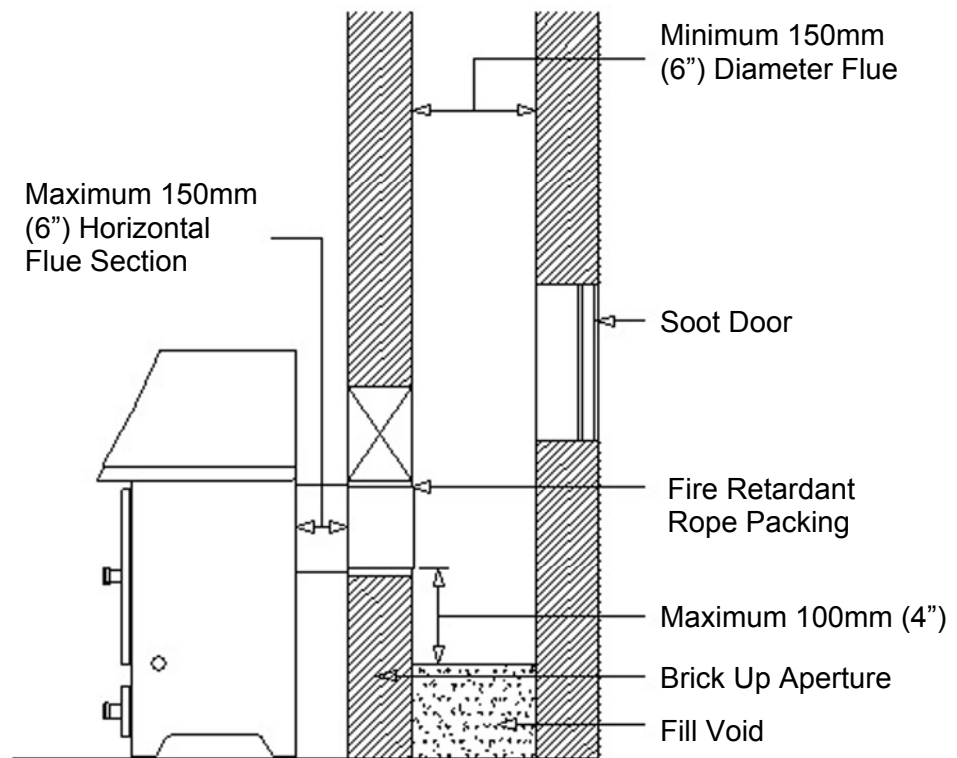 Minimum 150mm
(6”) Diameter Flue
Maximum 150mm
(6”) Horizontal
Flue Section
Soot Door
Fire Retardant
Rope Packing
Maximum 100mm (4”)
Brick Up Aperture
Fill Void